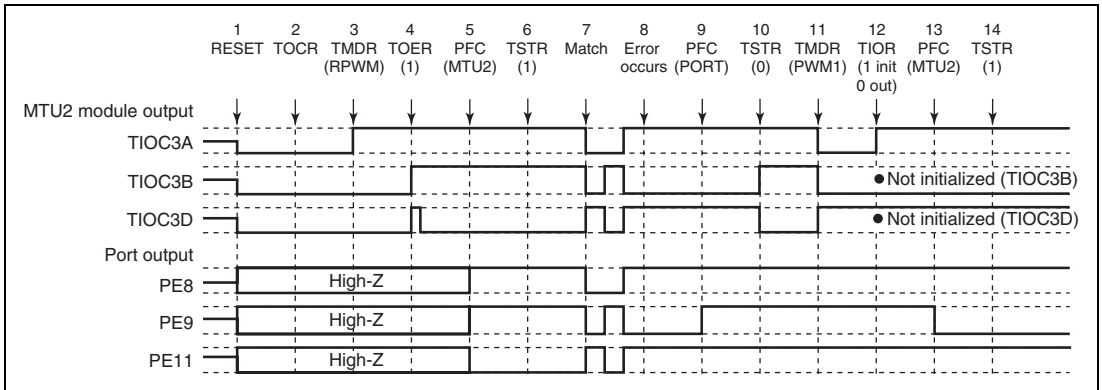 1 2 3 4 5 6 7 8 9 10 11 12 13 14
RESET TOCR TMDR TOER PFC TSTR Match Error PFC TSTR TMDR TIOR PFC TSTR
(RPWM) (1) (MTU2) (1) occurs (PORT) (0) (PWM1) (1 init (MTU2) (1)
0 out)
MTU2 module output
TIOC3A
TIOC3B
● Not initialized (TIOC3B)
TIOC3D
● Not initialized (TIOC3D)
Port output
PE8
High-Z
PE9
High-Z
PE11
High-Z